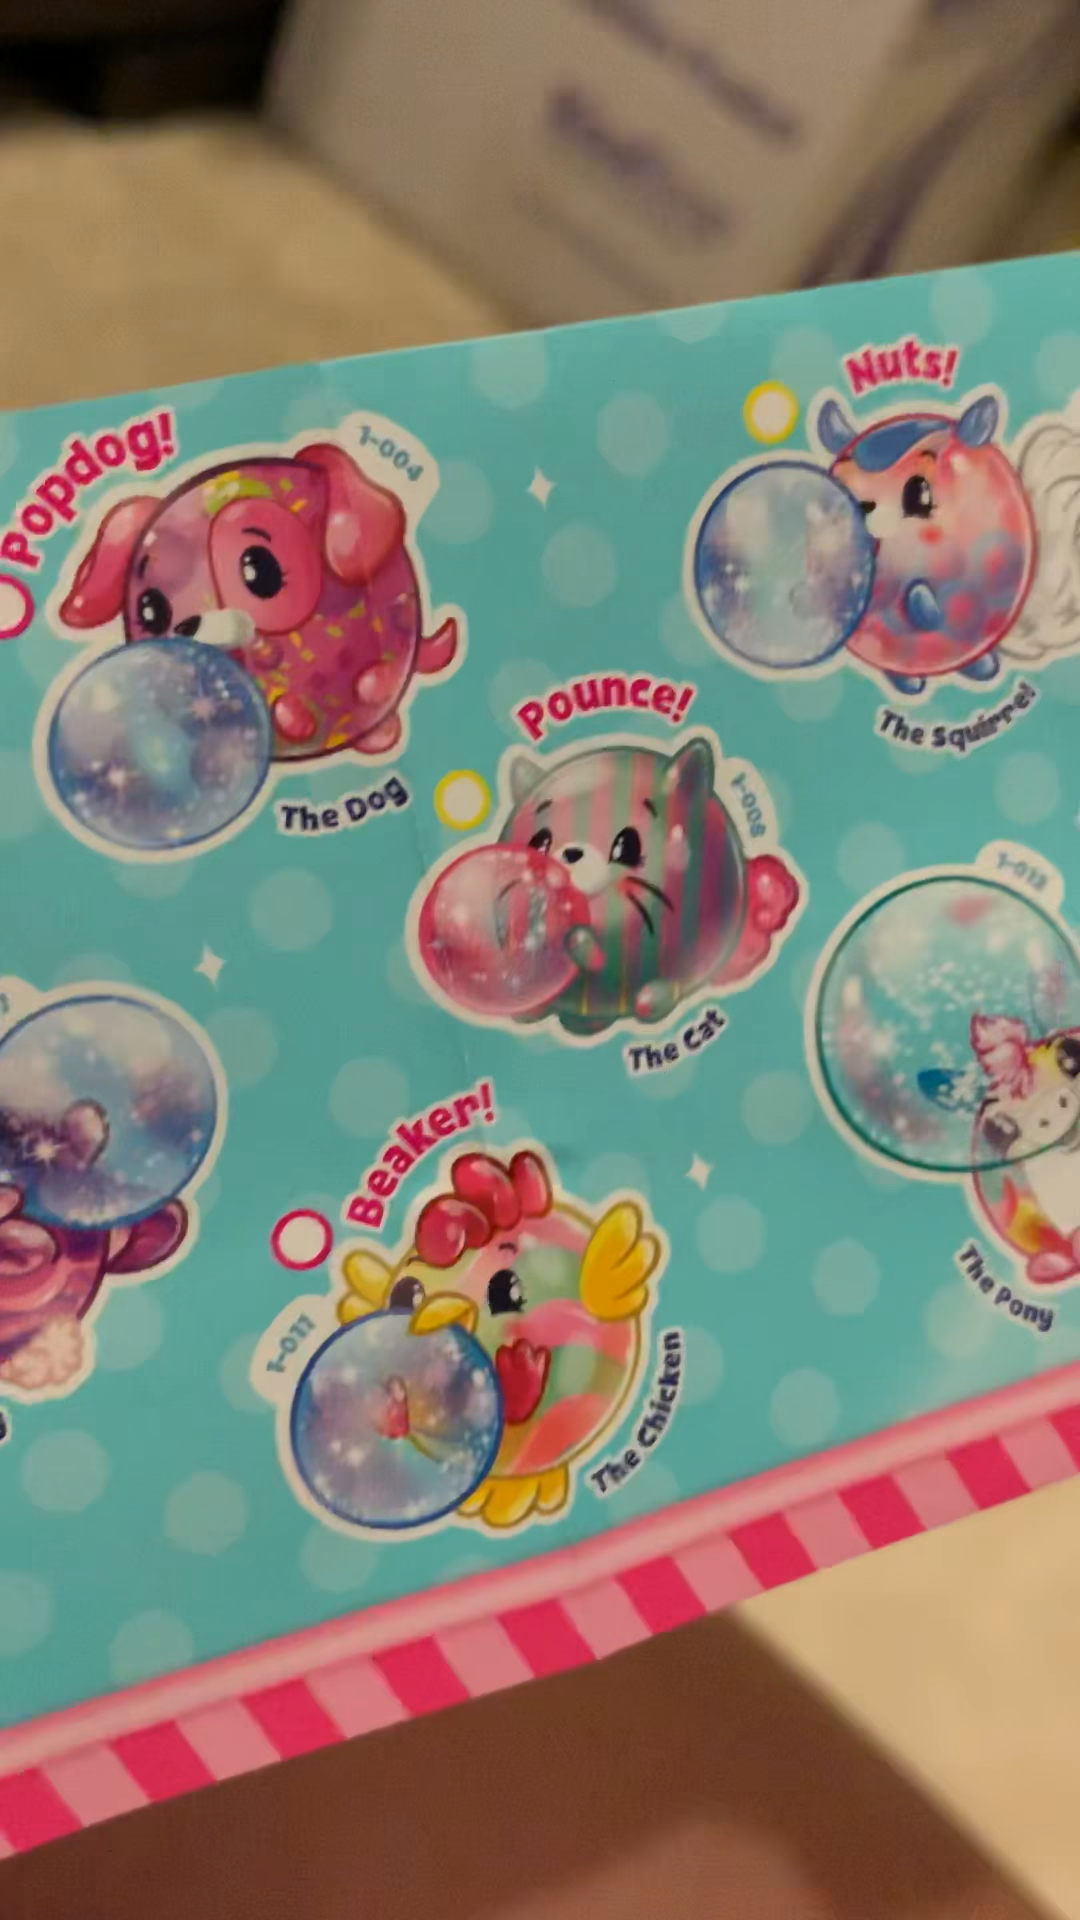 Popdog!
1-004
The Dog
Nuts!
The Squirrel
Pounce!
1-008
The Cat
1-012
The Pony
Beaker!
1-011
The Chicken